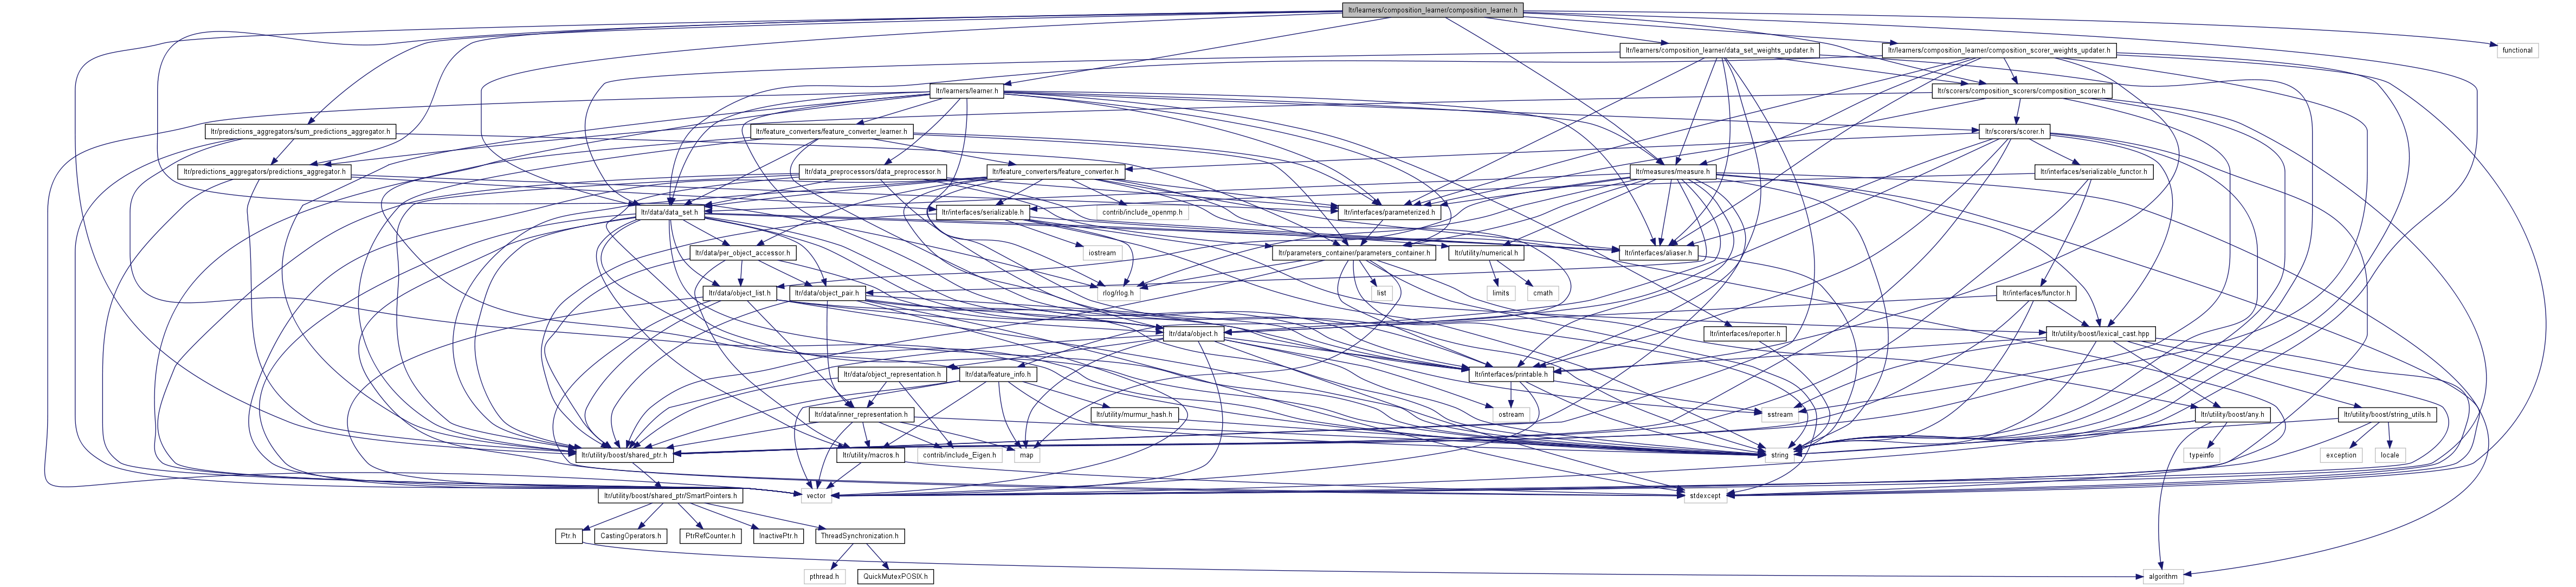 ltr/learners/composition_learner/composition_learner.h
ltr/learners/composition_learner/data_set_weights_updater.h
ltr/learners/composition_learner/composition_scorer_weights_updater.h
functional
ltr/learners/learner.h
ltr/scorers/composition_scorers/composition_scorer.h
ltr/predictions_aggregators/sum_predictions_aggregator.h
ltr/feature_converters/feature_converter_learner.h
ltr/scorers/scorer.h
ltr/predictions_aggregators/predictions_aggregator.h
ltr/data_preprocessors/data_preprocessor.h
ltr/feature_converters/feature_converter.h
ltr/measures/measure.h
ltr/interfaces/serializable_functor.h
ltr/data/data_set.h
ltr/interfaces/serializable.h
contrib/include_openmp.h
ltr/interfaces/parameterized.h
ltr/data/per_object_accessor.h
iostream
ltr/parameters_container/parameters_container.h
ltr/utility/numerical.h
ltr/interfaces/aliaser.h
ltr/data/object_list.h
ltr/data/object_pair.h
rlog/rlog.h
list
limits
cmath
ltr/interfaces/functor.h
ltr/data/object.h
ltr/interfaces/reporter.h
ltr/utility/boost/lexical_cast.hpp
ltr/data/object_representation.h
ltr/data/feature_info.h
ltr/interfaces/printable.h
ltr/data/inner_representation.h
ltr/utility/murmur_hash.h
ostream
sstream
ltr/utility/boost/any.h
ltr/utility/boost/string_utils.h
ltr/utility/boost/shared_ptr.h
ltr/utility/macros.h
contrib/include_Eigen.h
map
string
typeinfo
exception
locale
ltr/utility/boost/shared_ptr/SmartPointers.h
vector
stdexcept
Ptr.h
CastingOperators.h
PtrRefCounter.h
InactivePtr.h
ThreadSynchronization.h
pthread.h
QuickMutexPOSIX.h
algorithm